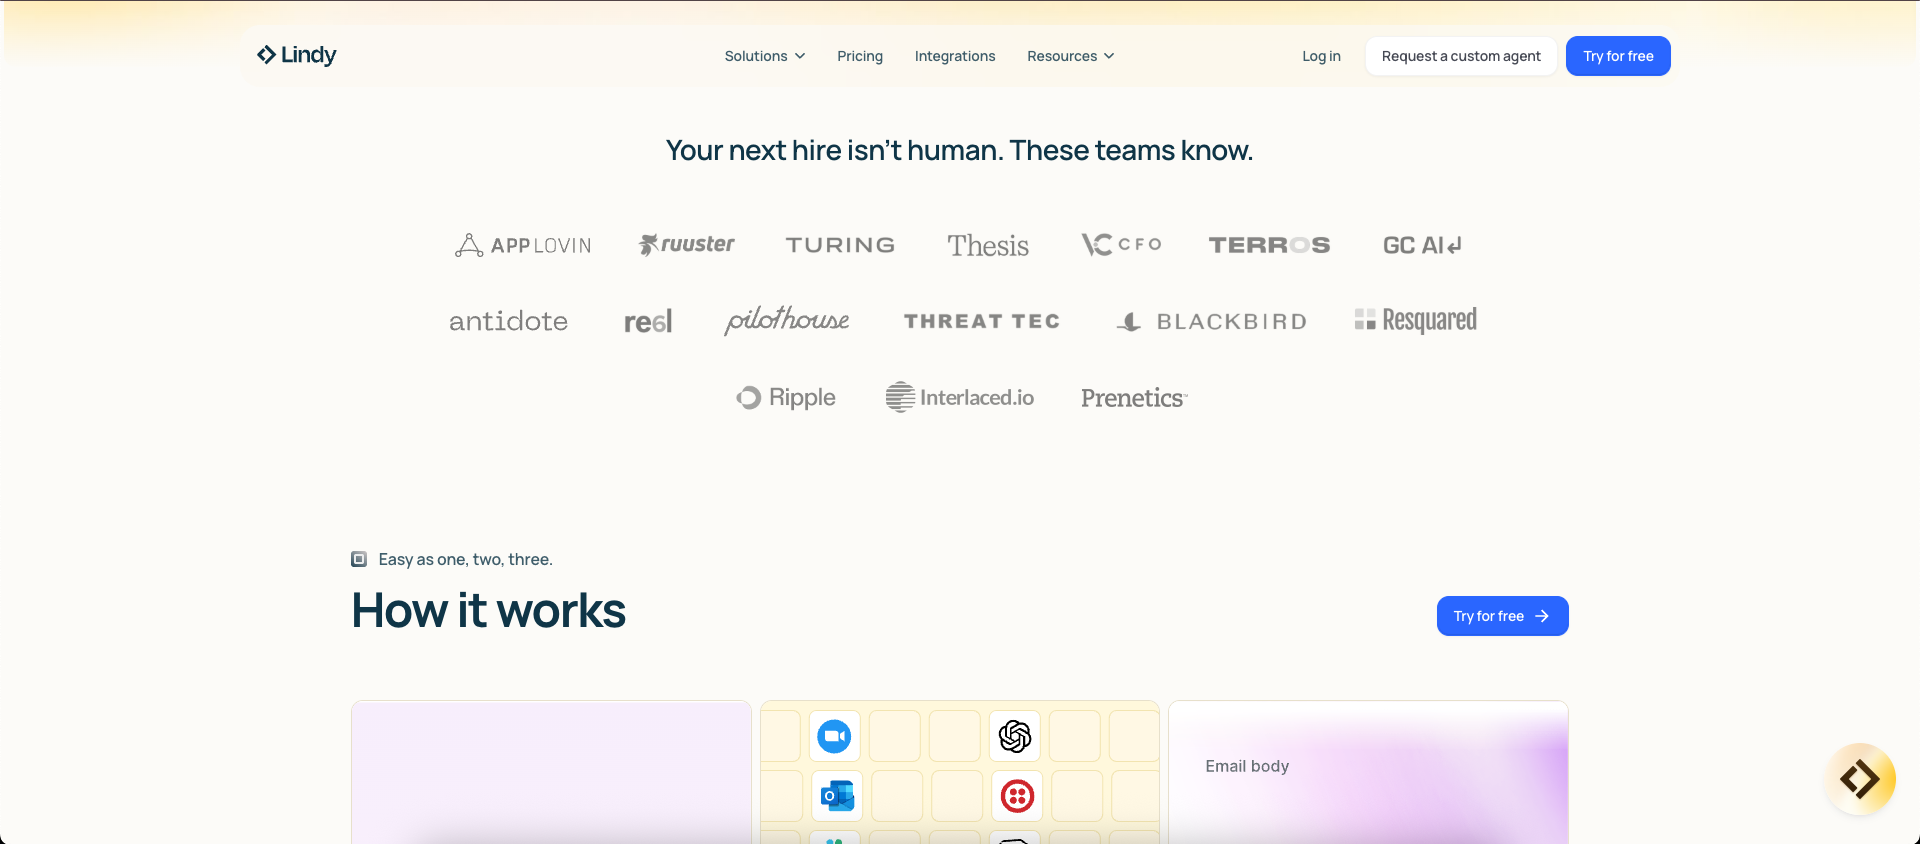 Lindy
Solutions Pricing Integrations Resources
Log in Request a custom agent Try for free
Your next hire isn’t human. These teams know.
APPLOVIN ruuster TURING Thesis VC CFO TERROS GC AI
antidote re6l pilothouse THREAT TEC BLACKBIRD Resquared
Ripple Interlaced.io Prenetics
Easy as one, two, three.
How it works
Try for free
Email body